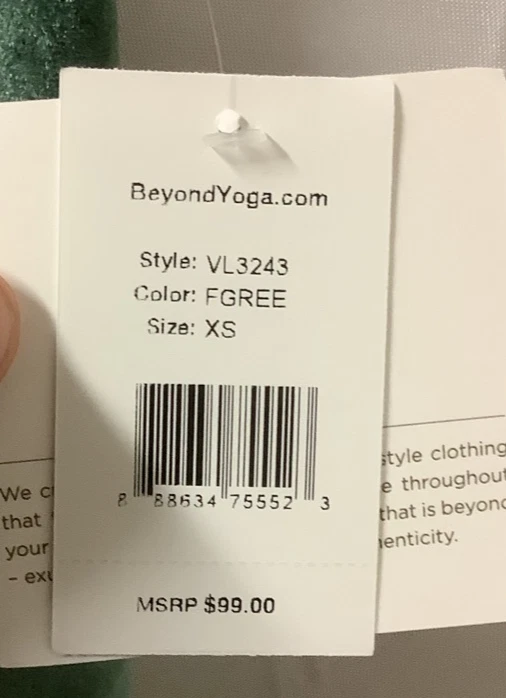 BeyondYoga.com
Style: VL3243
Color: FGREE
Size: XS
8 88634 75552 3
MSRP $99.00
We
that
your
-
style clothing
throughout
that is beyond